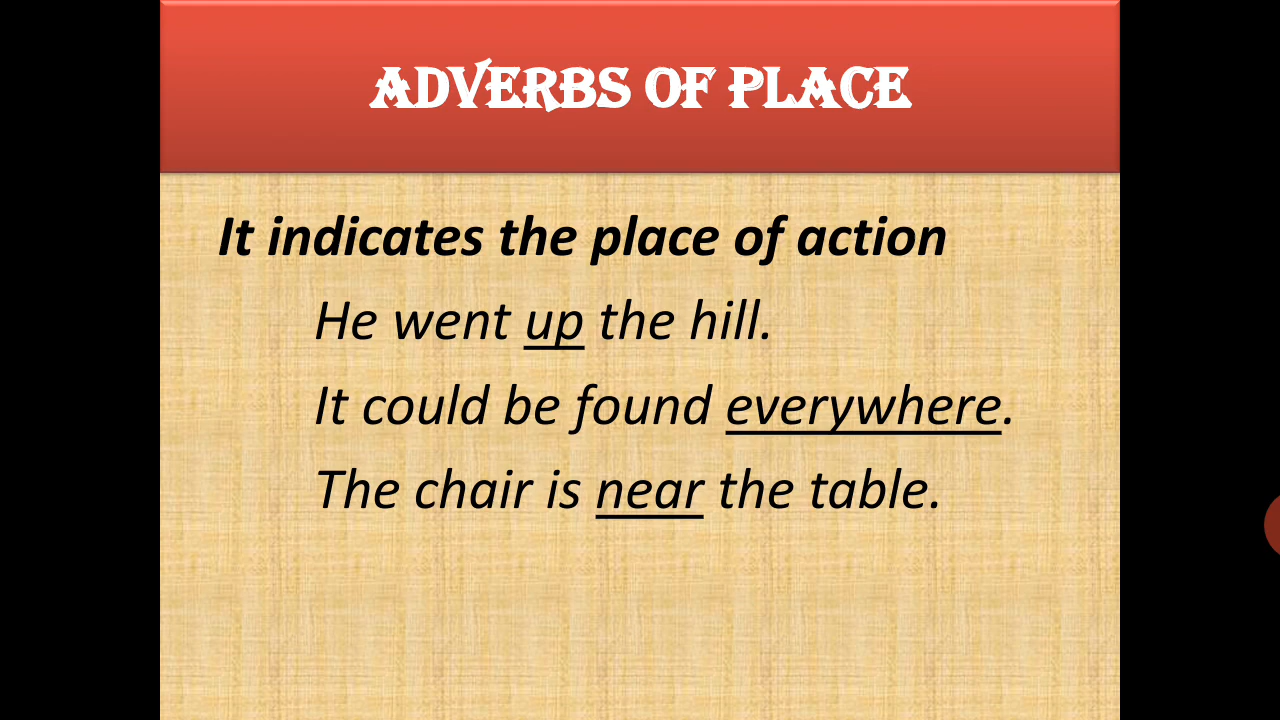 ADVERBS OF PLACE
It indicates the place of action
He went up the hill.
It could be found everywhere.
The chair is near the table.